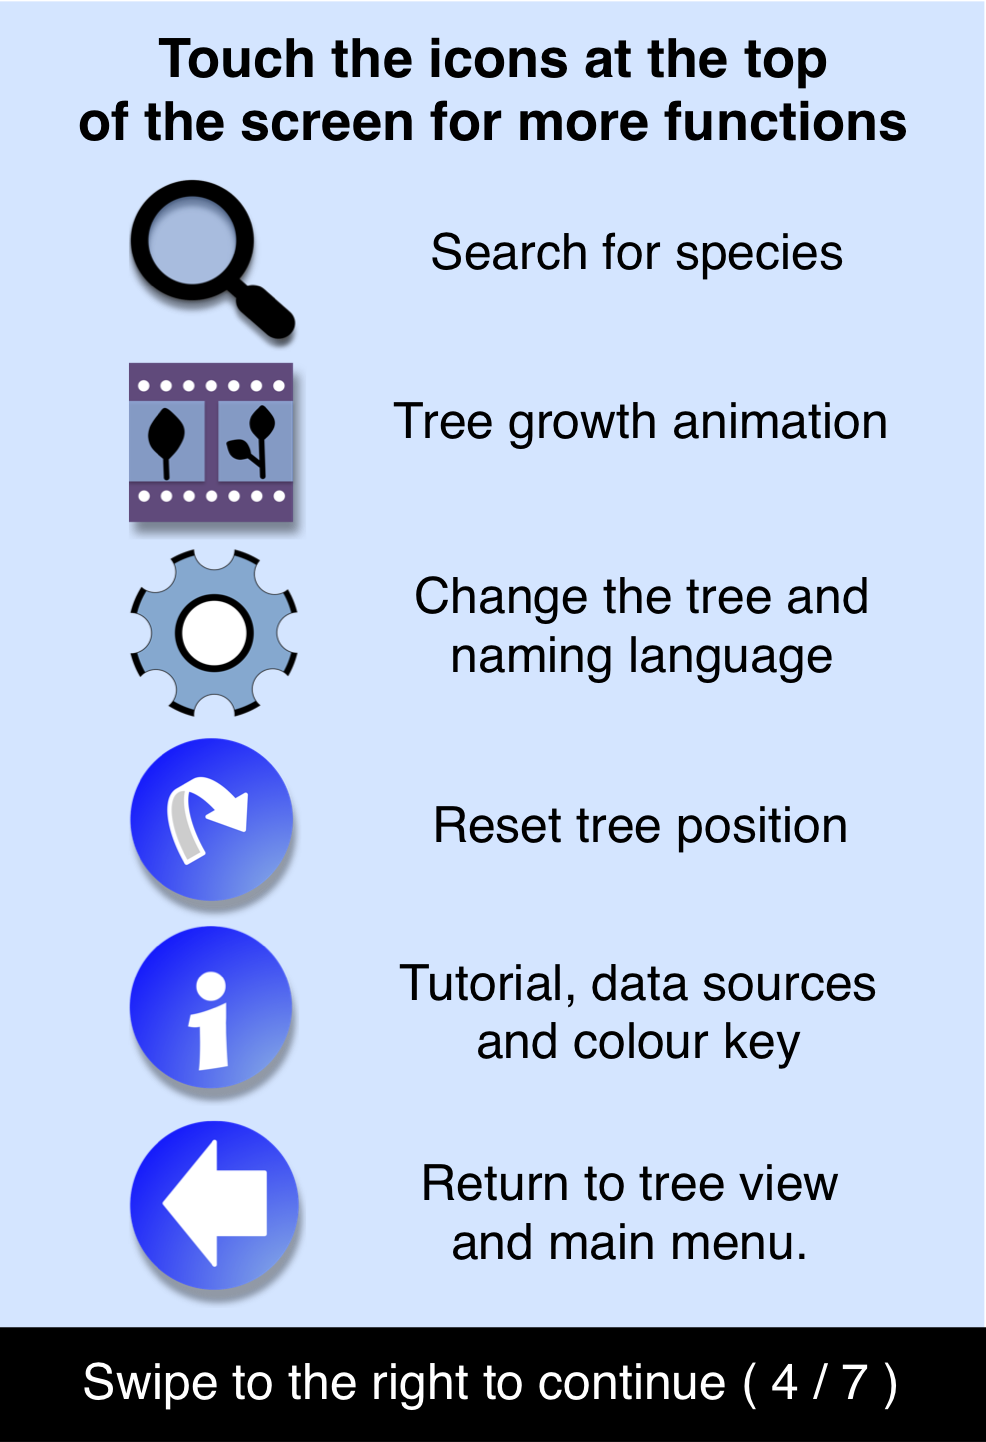 Touch the icons at the top
of the screen for more functions
Search for species
Tree growth animation
Change the tree and
naming language
Reset tree position
Tutorial, data sources
and colour key
Return to tree view
and main menu.
Swipe to the right to continue ( 4 / 7 )